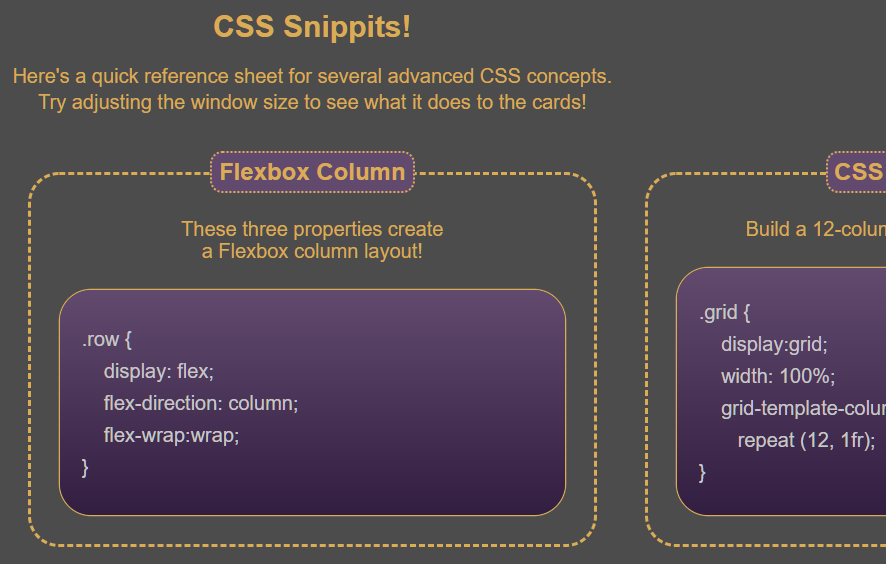 CSS Snippits!
Here's a quick reference sheet for several advanced CSS concepts.
Try adjusting the window size to see what it does to the cards!
Flexbox Column
These three properties create
a Flexbox column layout!
.row {
display: flex;
flex-direction: column;
flex-wrap:wrap;
}
CSS
Build a 12-colum
.grid {
display:grid;
width: 100%;
grid-template-colum
repeat (12, 1fr);
}